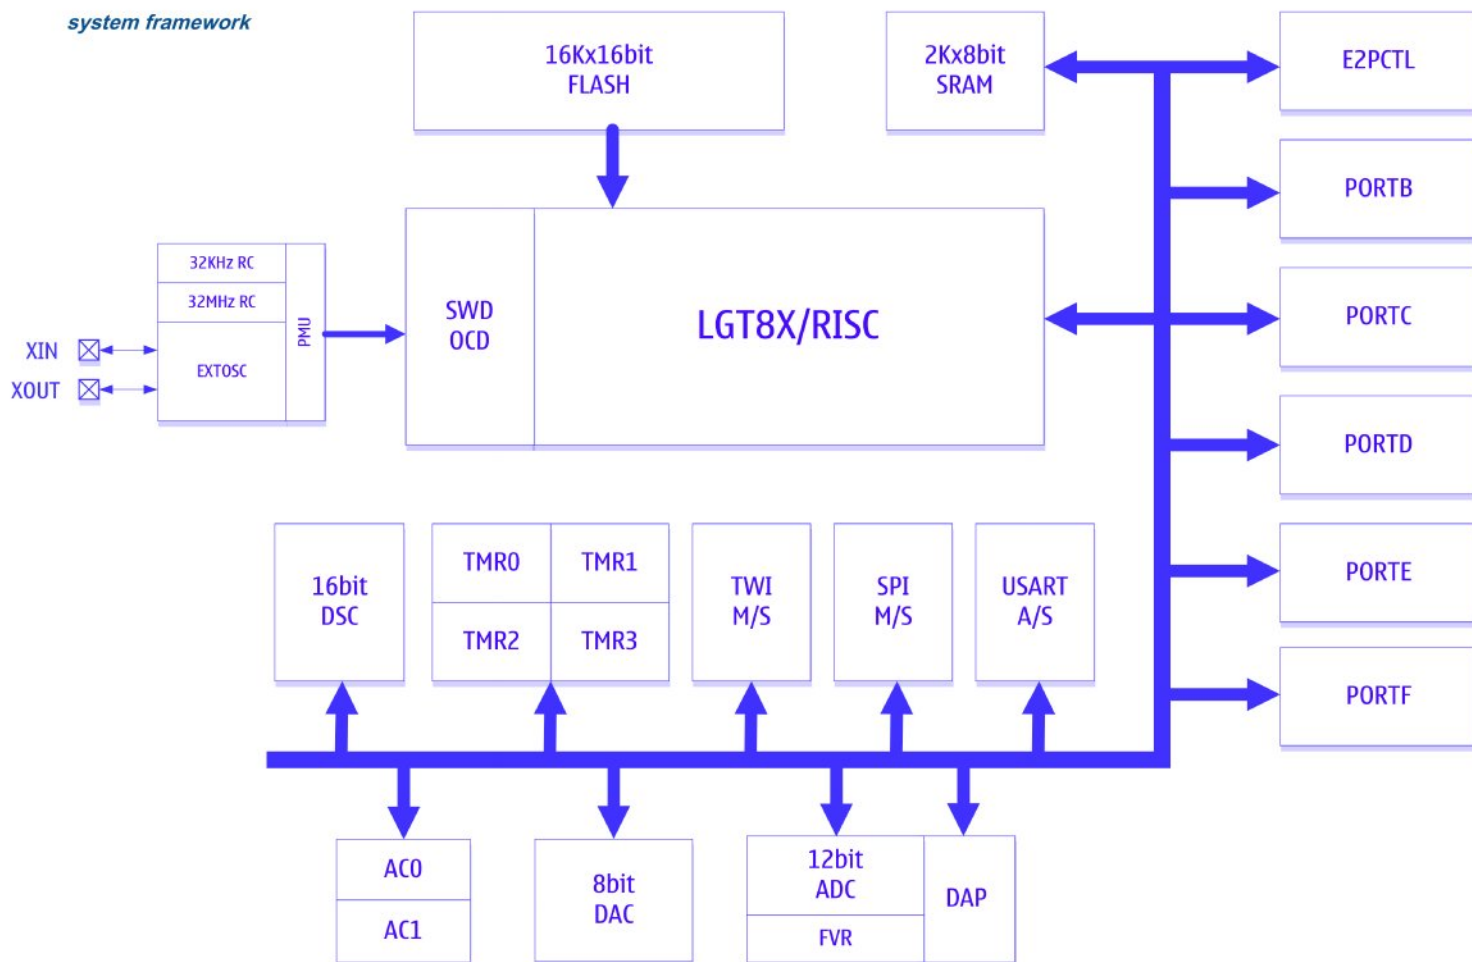 system framework
16Kx16bit
FLASH
2Kx8bit
SRAM
E2PCTL
PORTB
32KHz RC
32MHz RC
EXTOSC
PMU
XIN
XOUT
SWD
OCD
LGT8X/RISC
PORTC
PORTD
16bit
DSC
TMR0
TMR1
TMR2
TMR3
TWI
M/S
SPI
M/S
USART
A/S
PORTE
PORTF
AC0
AC1
8bit
DAC
12bit
ADC
FVR
DAP